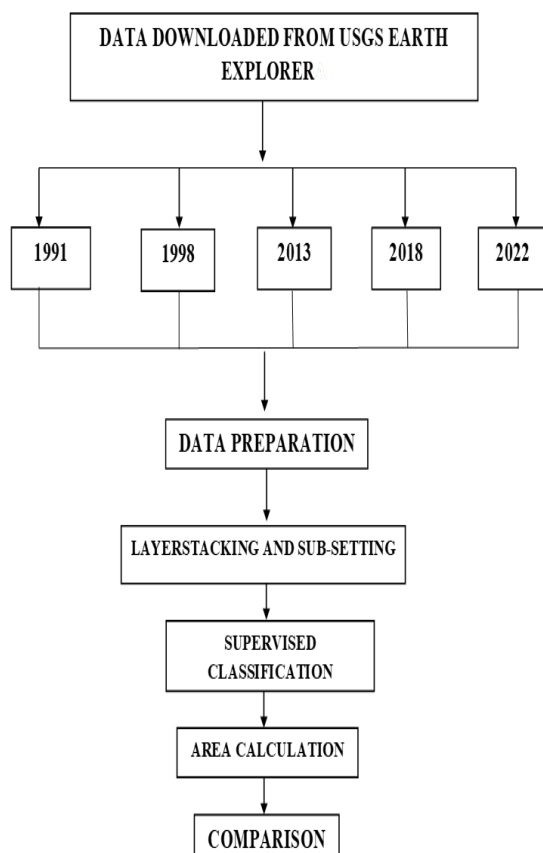 DATA DOWNLOADED FROM USGS EARTH
EXPLORER
1991
1998
2013
2018
2022
DATA PREPARATION
LAYERSTACKING AND SUB-SETTING
SUPERVISED
CLASSIFICATION
AREA CALCULATION
COMPARISON